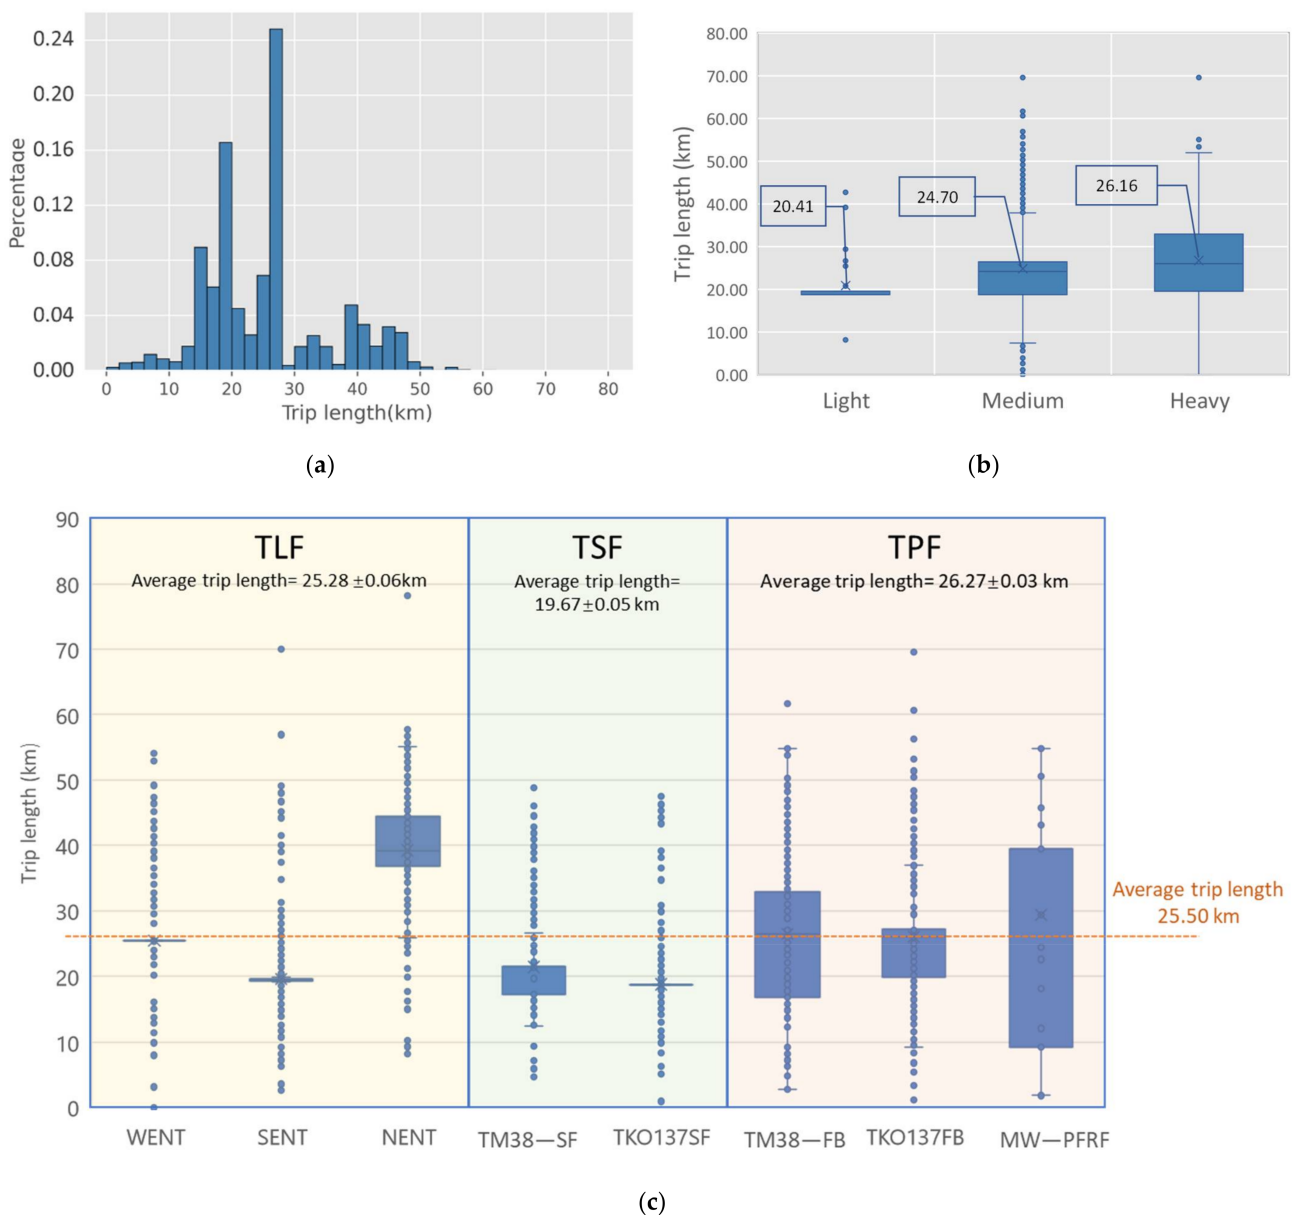 0.24
0.20
0.16
0.12
0.08
0.04
0.00
Percentage
0 10 20 30 40 50 60 70 80
Trip length(km)
(a)
80.00
70.00
60.00
50.00
40.00
30.00
20.00
10.00
0.00
Trip length (km)
20.41
24.70
26.16
Light Medium Heavy
(b)
90
80
70
60
50
40
30
20
10
0
Trip length (km)
TLF
Average trip length= 25.28 ±0.06km
TSF
Average trip length=
19.67±0.05 km
TPF
Average trip length= 26.27±0.03 km
Average trip length
25.50 km
WENT SENT NENT TM38—SF TKO137SF TM38—FB TKO137FB MW—PFRF
(c)